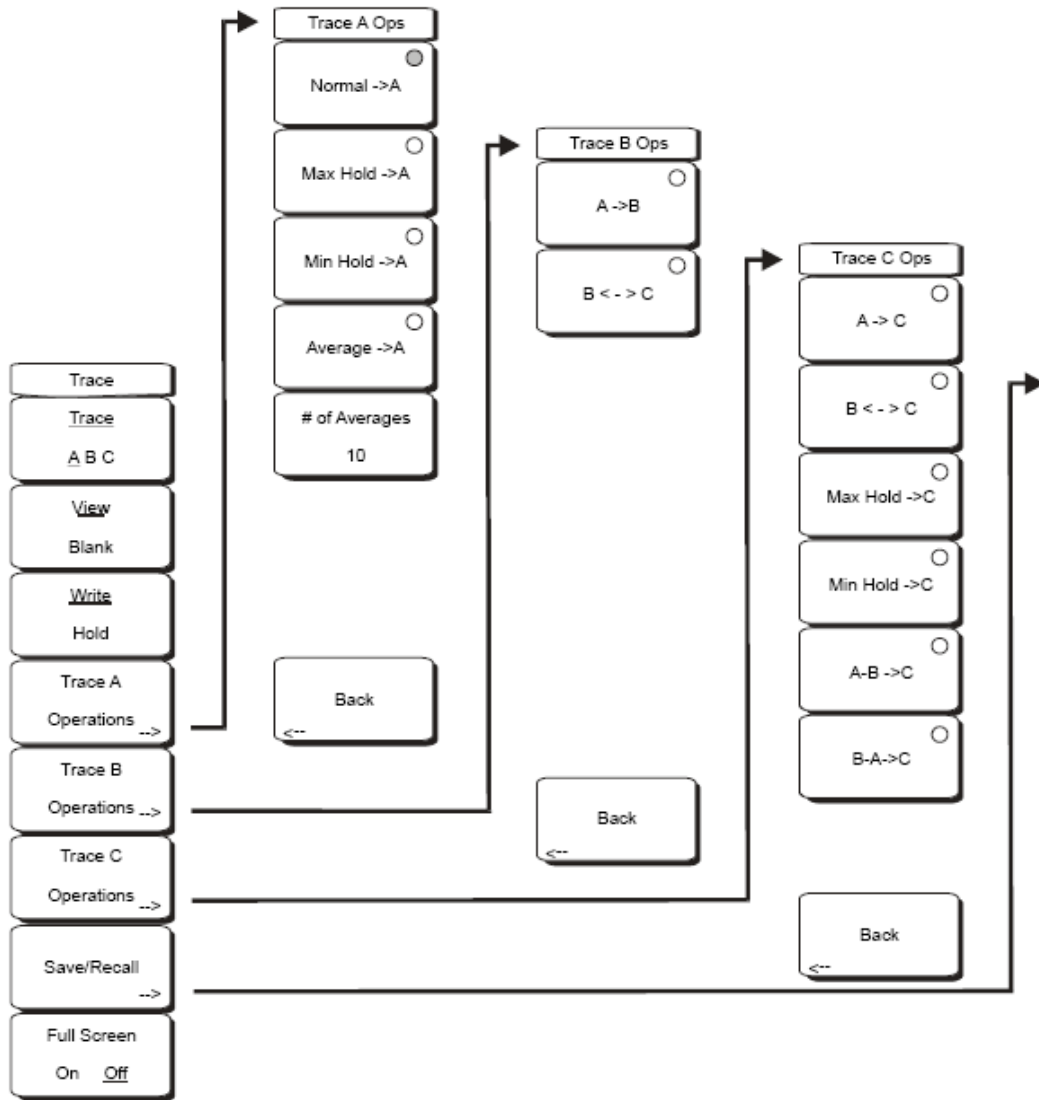 Trace
Trace
A B C
View
Blank
Write
Hold
Trace A
Operations -->
Trace B
Operations -->
Trace C
Operations -->
Save/Recall
-->
Full Screen
On Off
Trace A Ops
Normal ->A
Max Hold ->A
Min Hold ->A
Average ->A
# of Averages
10
Back
<--
Trace B Ops
A ->B
B < - > C
Back
<--
Trace C Ops
A -> C
B < - > C
Max Hold ->C
Min Hold ->C
A-B ->C
B-A->C
Back
<--